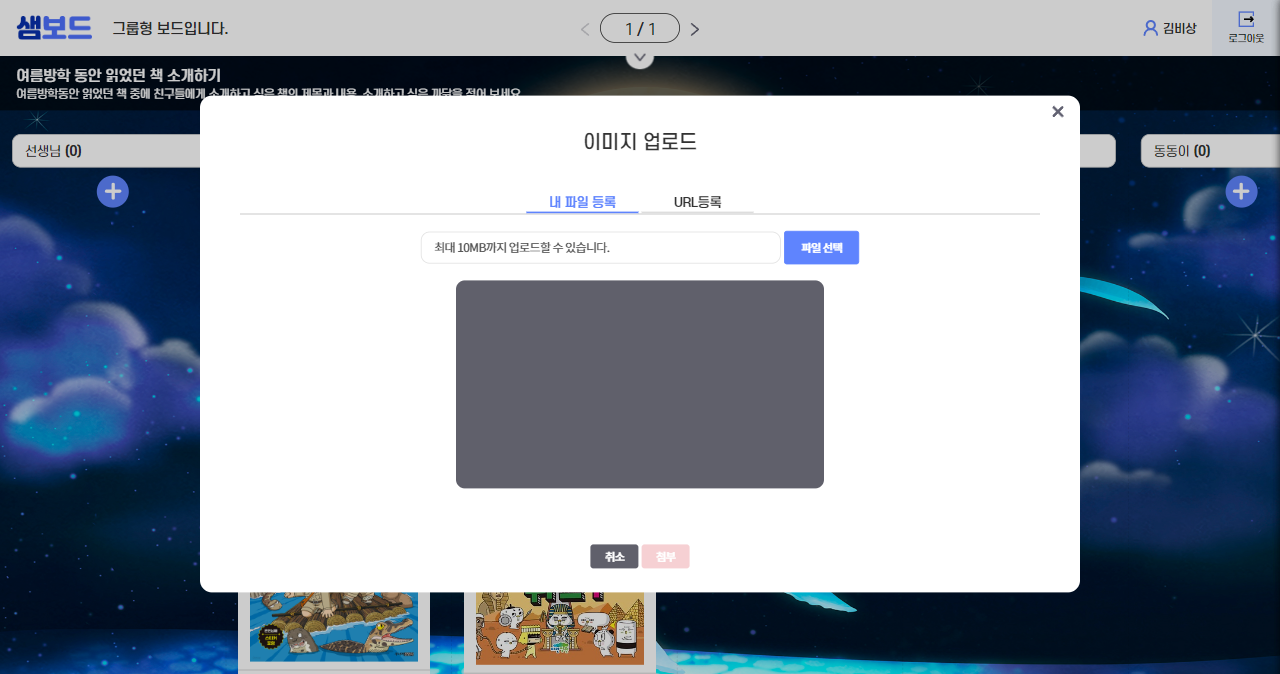 샘보드 그룹형 보드입니다. 1 / 1 김비상 로그아웃
여름방학 동안 읽었던 책 소개하기
여름방학동안 읽었던 책 중에 친구들에게 소개하고 싶은 책의 제목과 내용, 소개하고 싶은 까닭을 적어 보세요.
선생님 (0)
동동이 (0)
이미지 업로드
내 파일 등록 URL등록
최대 10MB까지 업로드할 수 있습니다. 파일 선택
취소 첨부